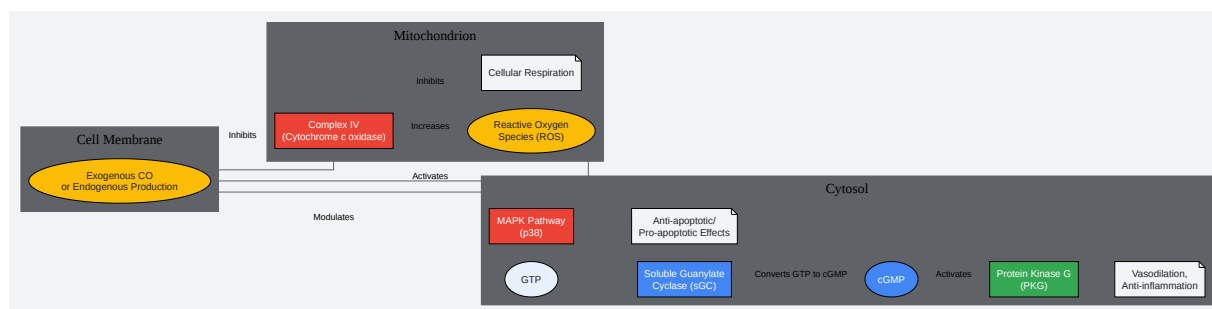 Mitochondrion
Cellular Respiration
Inhibits
Complex IV
(Cytochrome c oxidase)
Increases
Reactive Oxygen
Species (ROS)
Cell Membrane
Inhibits
Exogenous CO
or Endogenous Production
Activates
Modulates
Cytosol
MAPK Pathway
(p38)
Anti-apoptotic/
Pro-apoptotic Effects
GTP
Soluble Guanylate
Cyclase (sGC)
Converts GTP to cGMP
cGMP
Activates
Protein Kinase G
(PKG)
Vasodilation,
Anti-inflammation